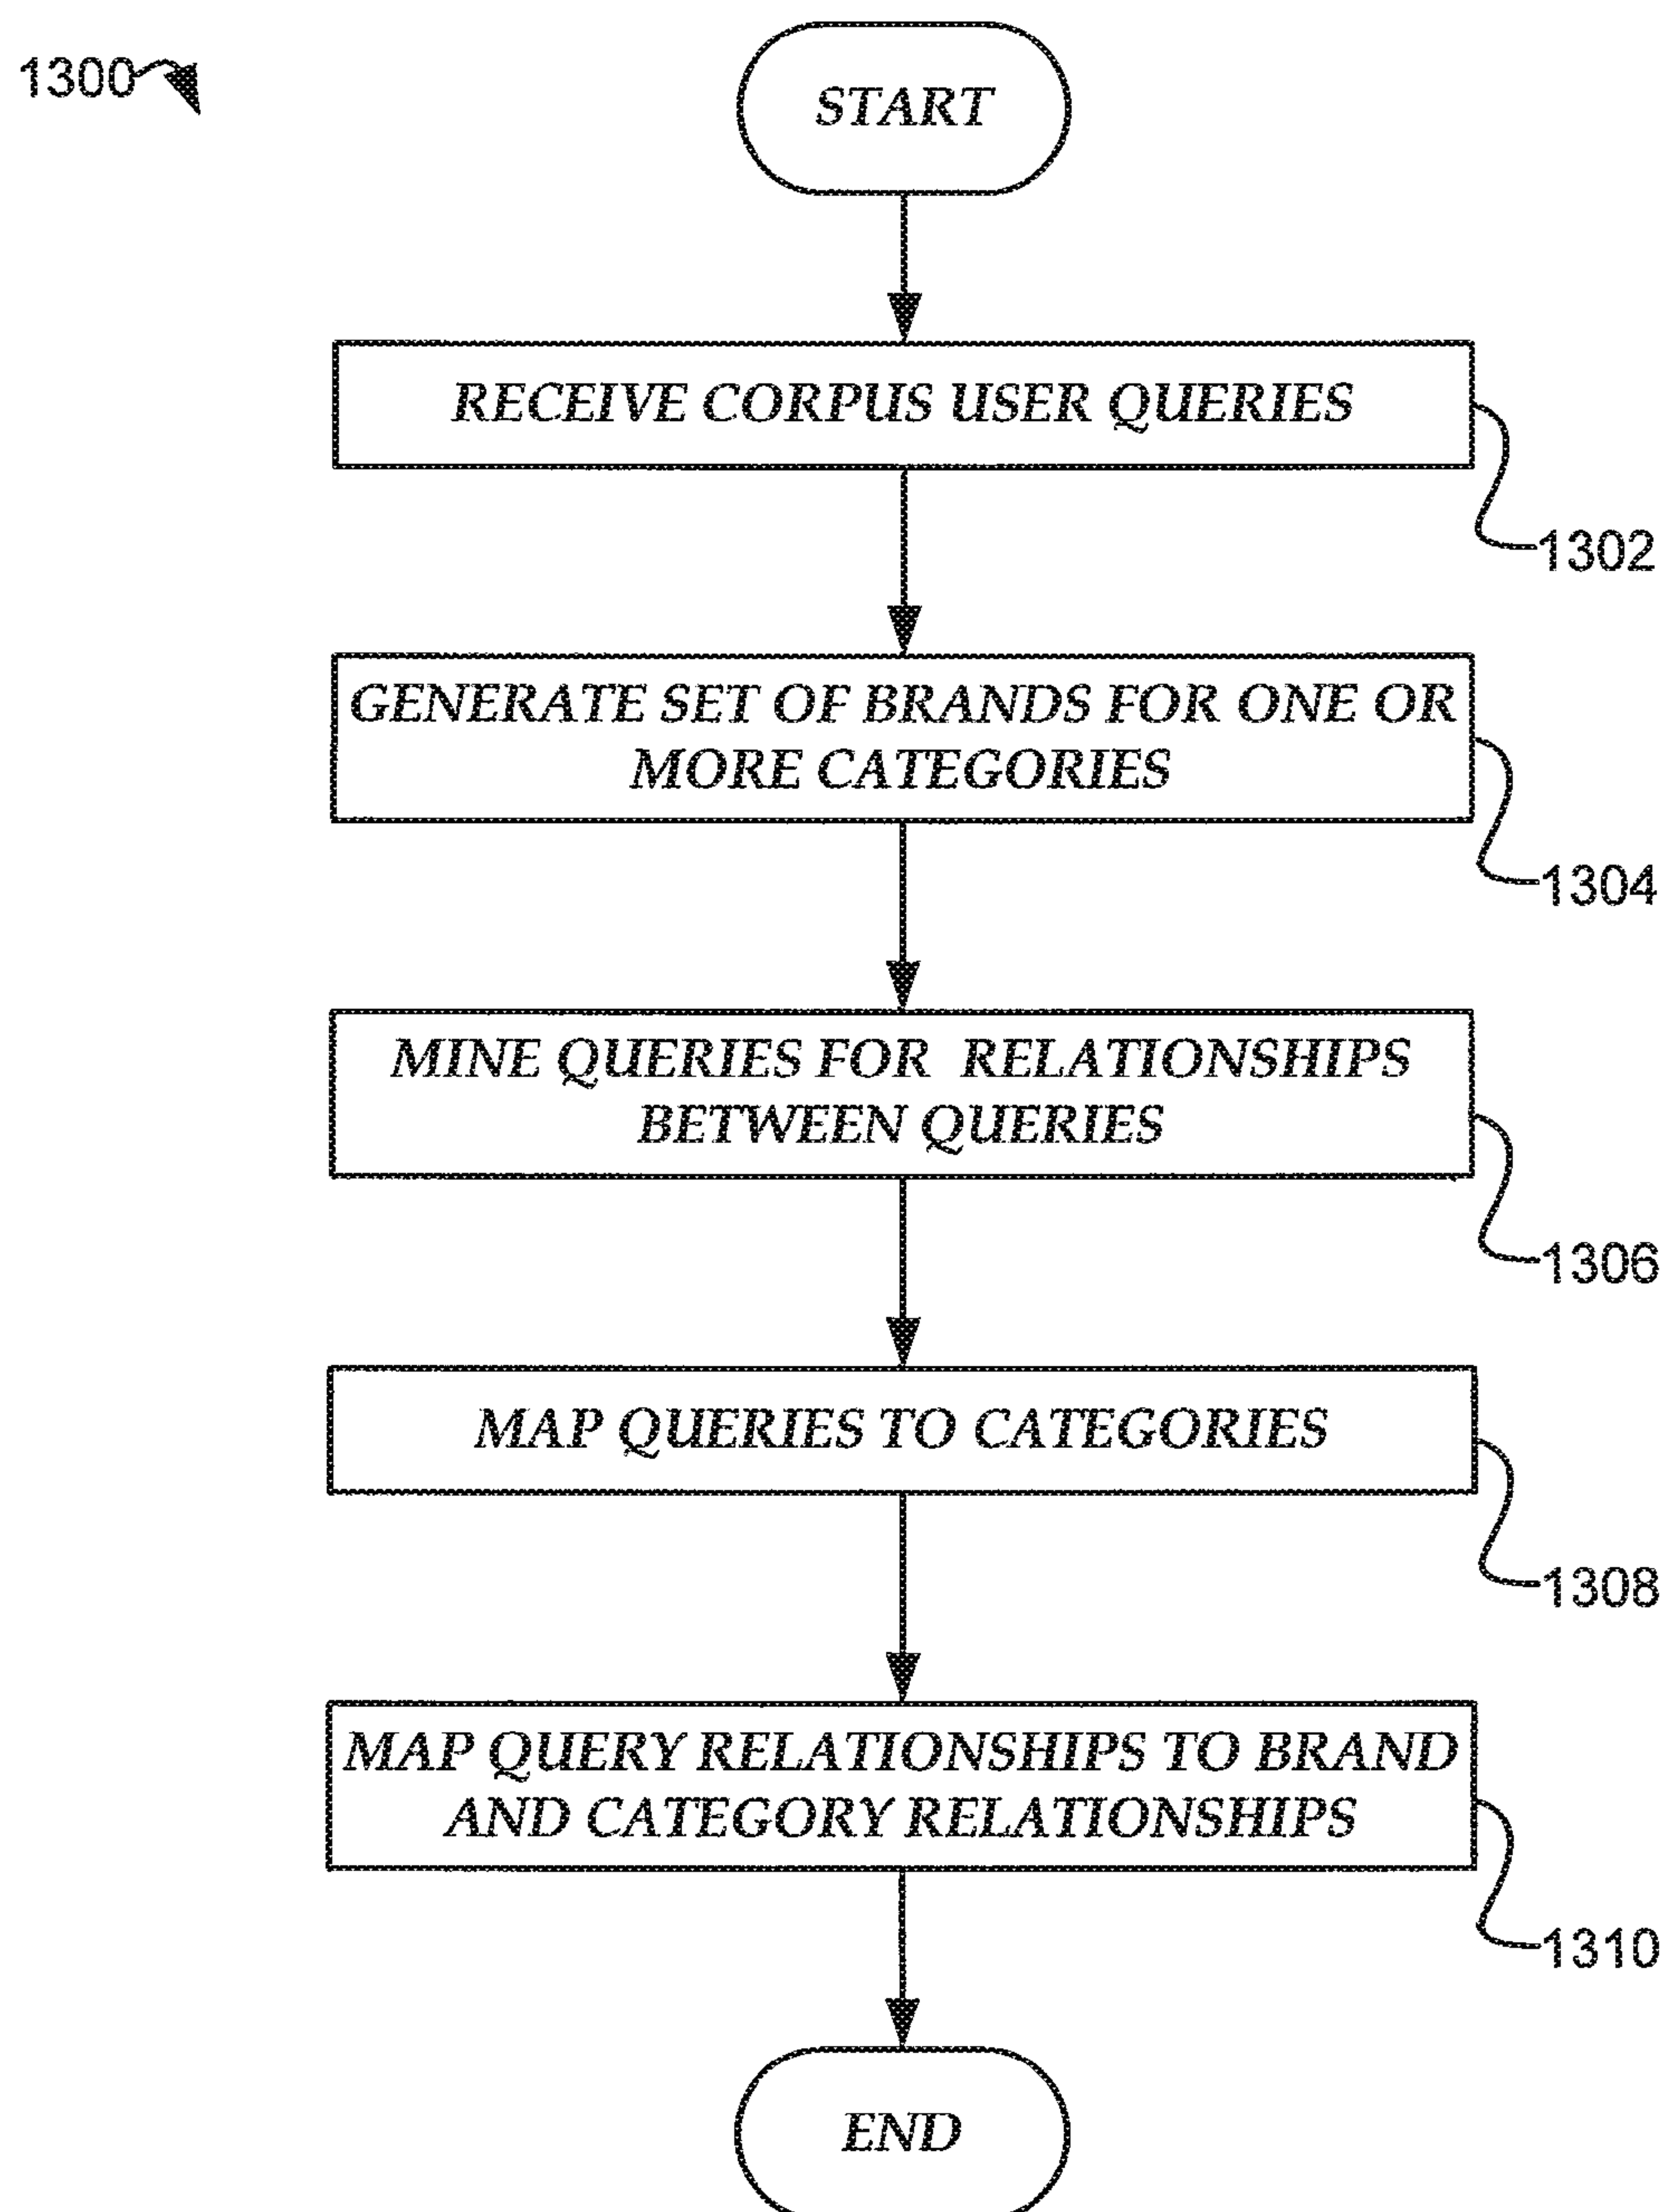 1300
START
RECEIVE CORPUS USER QUERIES
1302
GENERATE SET OF BRANDS FOR ONE OR
MORE CATEGORIES
1304
MINE QUERIES FOR RELATIONSHIPS
BETWEEN QUERIES
1306
MAP QUERIES TO CATEGORIES
1308
MAP QUERY RELATIONSHIPS TO BRAND
AND CATEGORY RELATIONSHIPS
1310
END